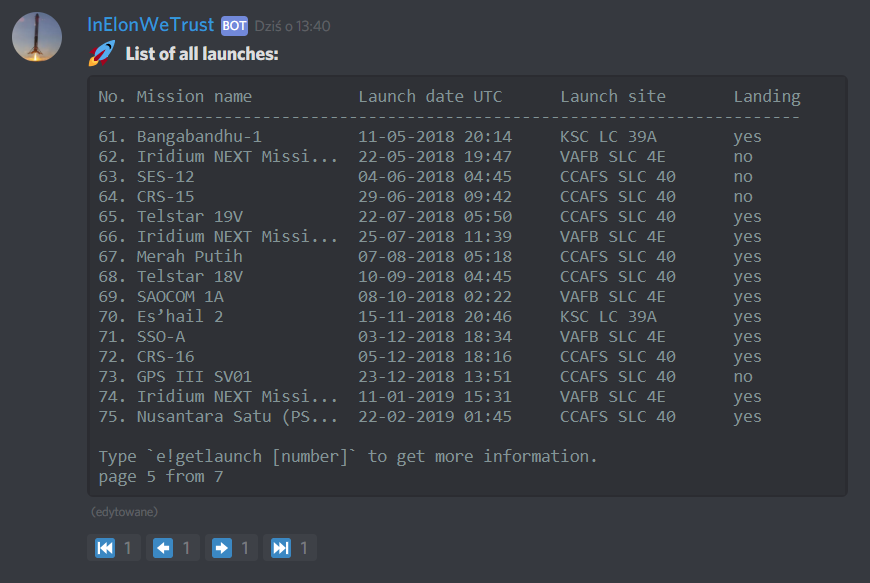 InElonWeTrust BOT Dziś o 13:40
List of all launches:
No. Mission name Launch date UTC Launch site Landing
-------------------------------------------------------------------------
61. Bangabandhu-1 11-05-2018 20:14 KSC LC 39A yes
62. Iridium NEXT Missi... 22-05-2018 19:47 VAFB SLC 4E no
63. SES-12 04-06-2018 04:45 CCAFS SLC 40 no
64. CRS-15 29-06-2018 09:42 CCAFS SLC 40 no
65. Telstar 19V 22-07-2018 05:50 CCAFS SLC 40 yes
66. Iridium NEXT Missi... 25-07-2018 11:39 VAFB SLC 4E yes
67. Merah Putih 07-08-2018 05:18 CCAFS SLC 40 yes
68. Telstar 18V 10-09-2018 04:45 CCAFS SLC 40 yes
69. SAOCOM 1A 08-10-2018 02:22 VAFB SLC 4E yes
70. Es’hail 2 15-11-2018 20:46 KSC LC 39A yes
71. SSO-A 03-12-2018 18:34 VAFB SLC 4E yes
72. CRS-16 05-12-2018 18:16 CCAFS SLC 40 yes
73. GPS III SV01 23-12-2018 13:51 CCAFS SLC 40 no
74. Iridium NEXT Missi... 11-01-2019 15:31 VAFB SLC 4E yes
75. Nusantara Satu (PS... 22-02-2019 01:45 CCAFS SLC 40 yes
Type `e!getlaunch [number]` to get more information.
page 5 from 7
(edytowane)
1 1 1 1